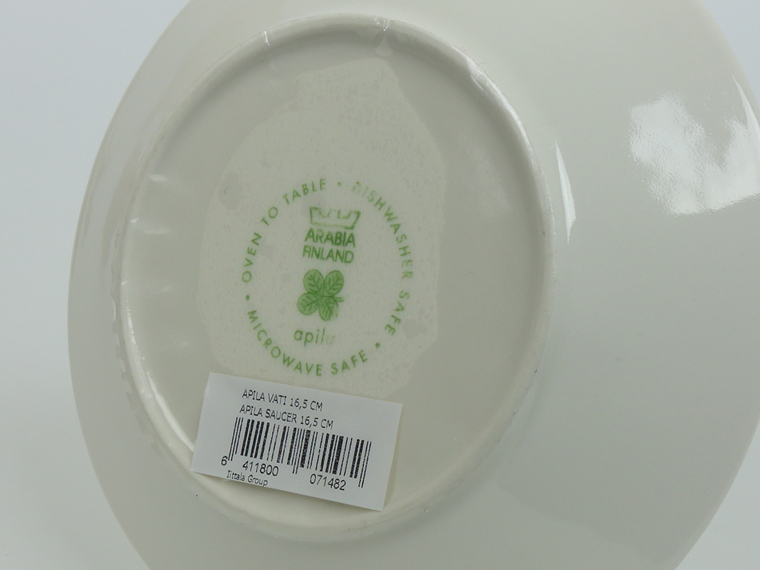 OVEN TO TABLE • DISHWASHER SAFE • MICROWAVE SAFE •
ARABIA
FINLAND
apila
APILA VATI 16,5 CM
APILA SAUCER 16,5 CM
6 411800 071482
Iittala Group